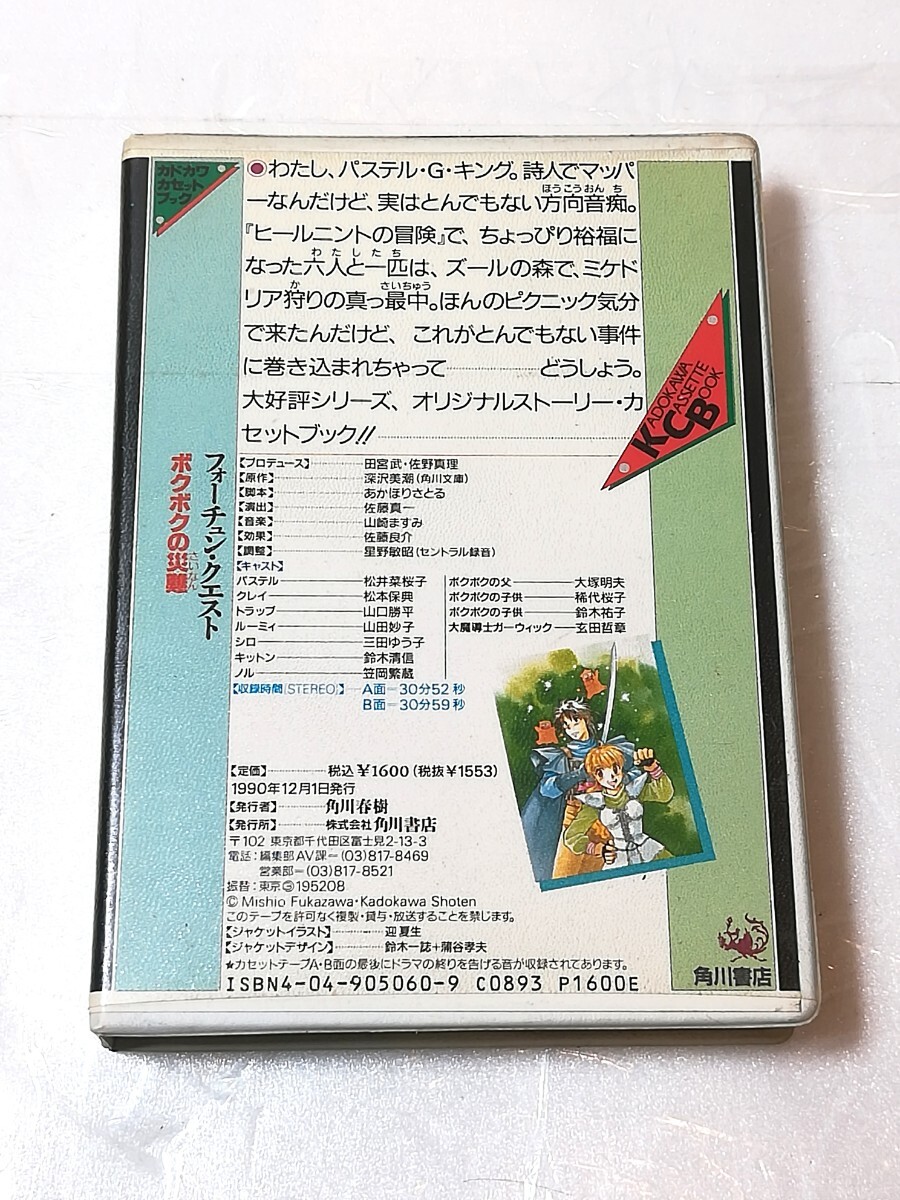 カドカワ
カセット
ブック
●わたし、パステル・G・キング。詩人でマッパ
ーなんだけど、実はとんでもない方向音痴。
ほうこうおんち
『ヒールニントの冒険』で、ちょっぴり裕福に
なった六人と一匹は、ズールの森で、ミケド
わたしたち
リア狩りの真っ最中。ほんのピクニック気分
か さいちゅう
で来たんだけど、これがとんでもない事件
に巻き込まれちゃって…………どうしょう。
大好評シリーズ、オリジナルストーリー・カ
セットブック!!
KADOKAWA
CASSETTE
BOOK
フォーチュン・クエスト
ポクポクの災難
さいなん
【プロデュース】 田宮武・佐野真理
【原作】 深沢美潮(角川文庫)
【脚本】 あかほりさとる
【演出】 佐藤真一
【音楽】 山崎ますみ
【効果】 佐藤良介
【調整】 星野敏昭(セントラル録音)
【キャスト】
パステル 松井菜桜子
クレイ 松本保典
トラップ 山口勝平
ルーミィ 山田妙子
シロ 三田ゆう子
キットン 鈴木清信
ノル 笠岡繁蔵
ポクポクの父 大塚明夫
ポクポクの子供 稀代桜子
ポクポクの子供 鈴木祐子
大魔導士ガーウィック 玄田哲章
【収録時間[STEREO]】 A面=30分52秒
B面=30分59秒
【定価】 税込¥1600(税抜¥1553)
1990年12月1日発行
【発行者】 角川春樹
【発行所】 株式会社角川書店
〒102 東京都千代田区富士見2-13-3
電話:編集部AV課=(03)817-8469
営業部=(03)817-8521
振替:東京③195208
© Mishio Fukazawa・Kadokawa Shoten
このテープを許可なく複製・貸与・放送することを禁じます。
【ジャケットイラスト】 迎夏生
【ジャケットデザイン】 鈴木一誌+蒲谷孝夫
★カセットテープA・B面の最後にドラマの終りを告げる音が収録されてあります。
ISBN4-04-905060-9 C0893 P1600E
角川書店